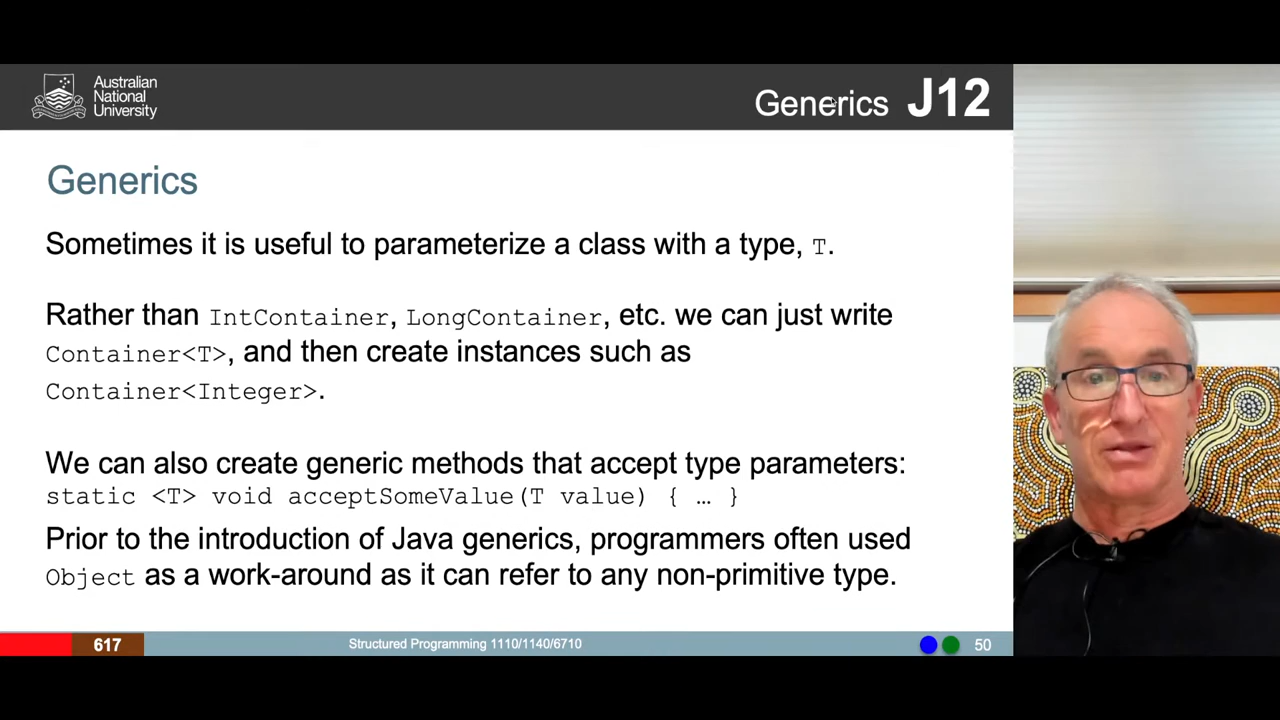 Australian
National
University
Generics J12
Generics
Sometimes it is useful to parameterize a class with a type, T.
Rather than IntContainer, LongContainer, etc. we can just write
Container<T>, and then create instances such as
Container<Integer>.
We can also create generic methods that accept type parameters:
static <T> void acceptSomeValue(T value) { … }
Prior to the introduction of Java generics, programmers often used
Object as a work-around as it can refer to any non-primitive type.
617 Structured Programming 1110/1140/6710 50